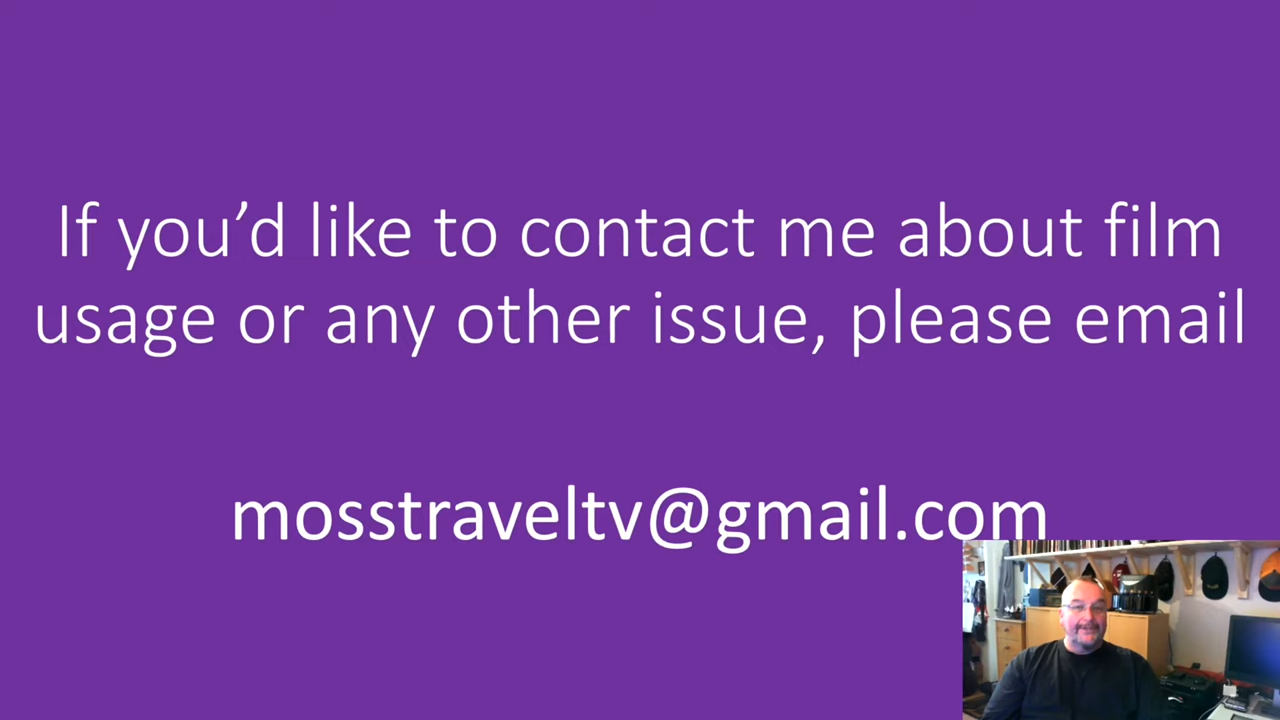 If you’d like to contact me about film
usage or any other issue, please email
mosstraveltv@gmail.com